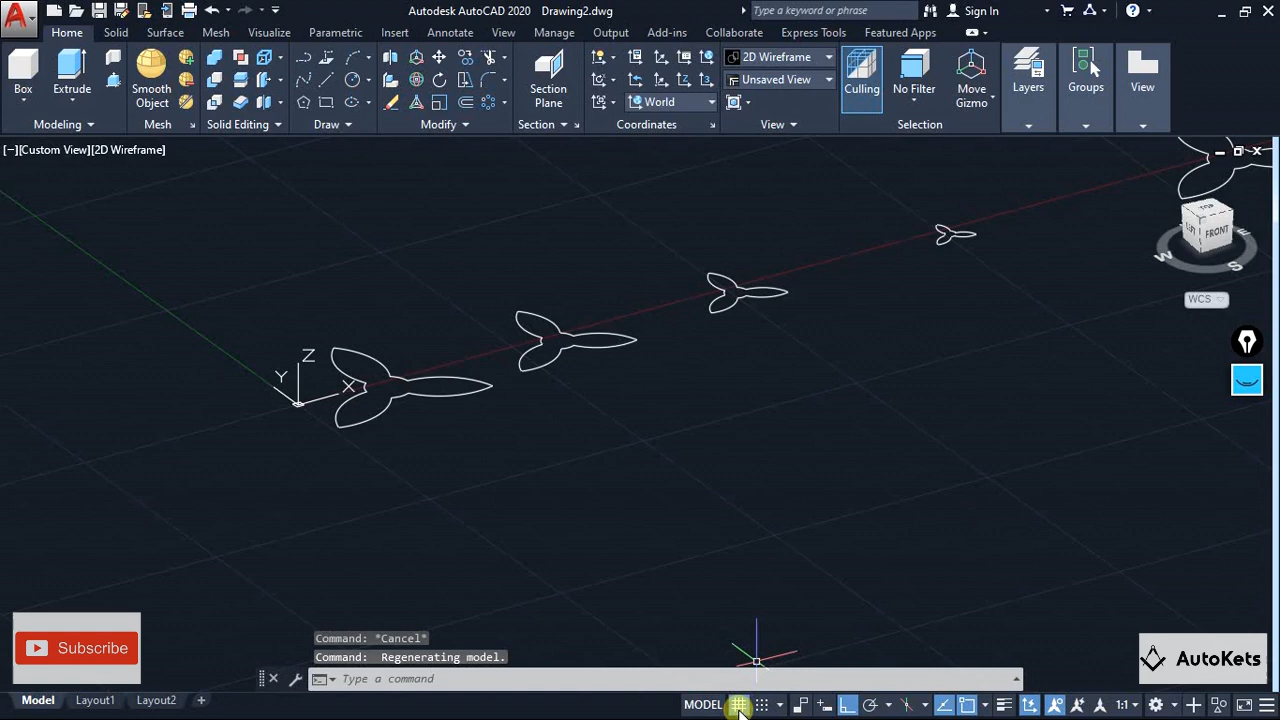 Autodesk AutoCAD 2020 Drawing2.dwg
Type a keyword or phrase
Sign In
Home Solid Surface Mesh Visualize Parametric Insert Annotate View Manage Output Add-ins Collaborate Express Tools Featured Apps
Box
Extrude
Smooth
Object
Section
Plane
World
2D Wireframe
Unsaved View
Culling
No Filter
Move
Gizmo
Layers
Groups
View
Modeling
Mesh
Solid Editing
Draw
Modify
Section
Coordinates
View
Selection
[−][Custom View][2D Wireframe]
TOP
LEFT
FRONT
W
S
E
WCS
Z
Y
X
Subscribe
Command: *Cancel*
Command: Regenerating model.
Type a command
AutoKets
Model Layout1 Layout2
MODEL
1:1